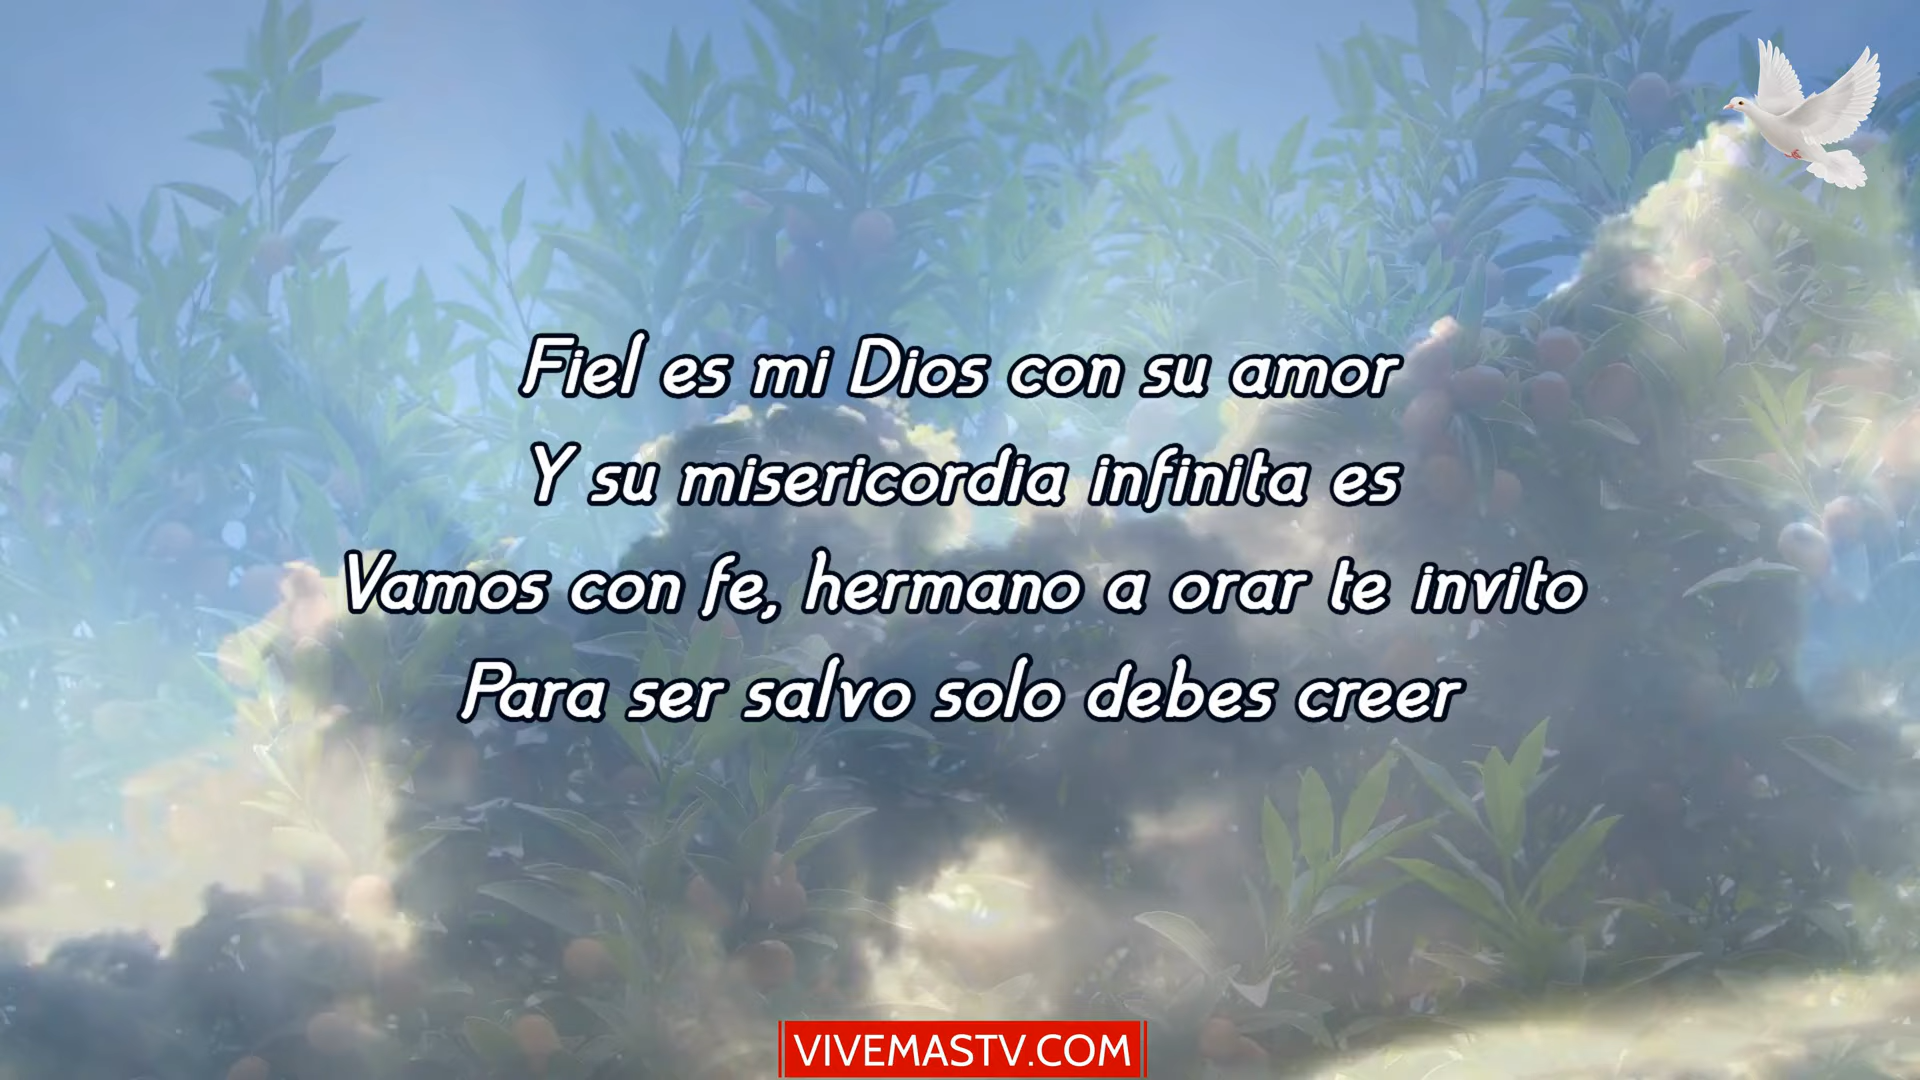 Fiel es mi Dios con su amor
Y su misericordia infinita es
Vamos con fe, hermano a orar te invito
Para ser salvo solo debes creer
VIVEMASTV.COM